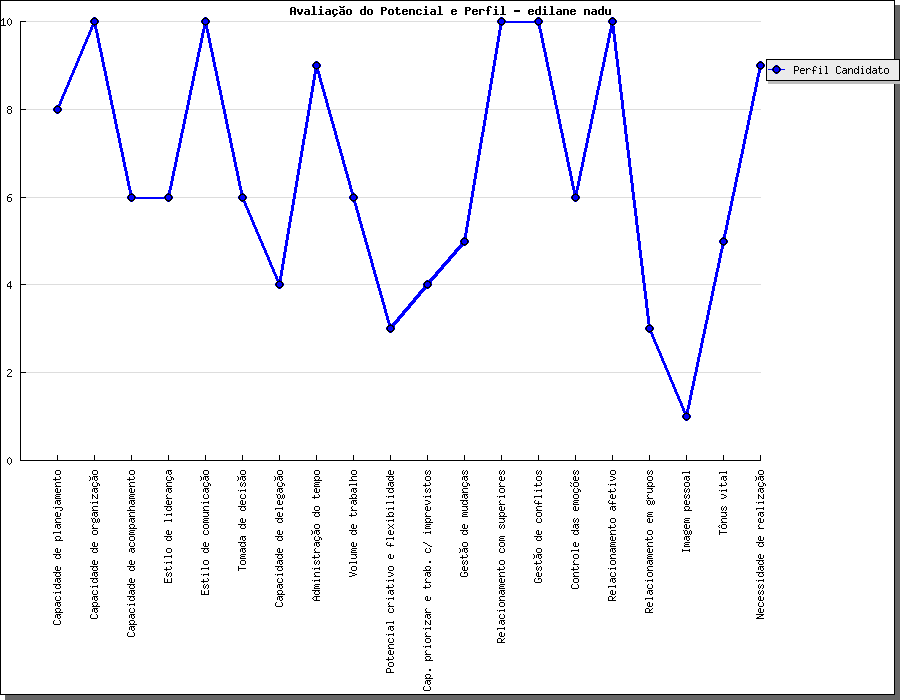 Avaliação do Potencial e Perfil - edilane nadu
10
8
6
4
2
0
Perfil Candidato
Capacidade de planejamento
Capacidade de organização
Capacidade de acompanhamento
Estilo de liderança
Estilo de comunicação
Tomada de decisão
Capacidade de delegação
Administração do tempo
Volume de trabalho
Potencial criativo e flexibilidade
Cap. priorizar e trab. c/ imprevistos
Gestão de mudanças
Relacionamento com superiores
Gestão de conflitos
Controle das emoções
Relacionamento afetivo
Relacionamento em grupos
Imagem pessoal
Tônus vital
Necessidade de realização